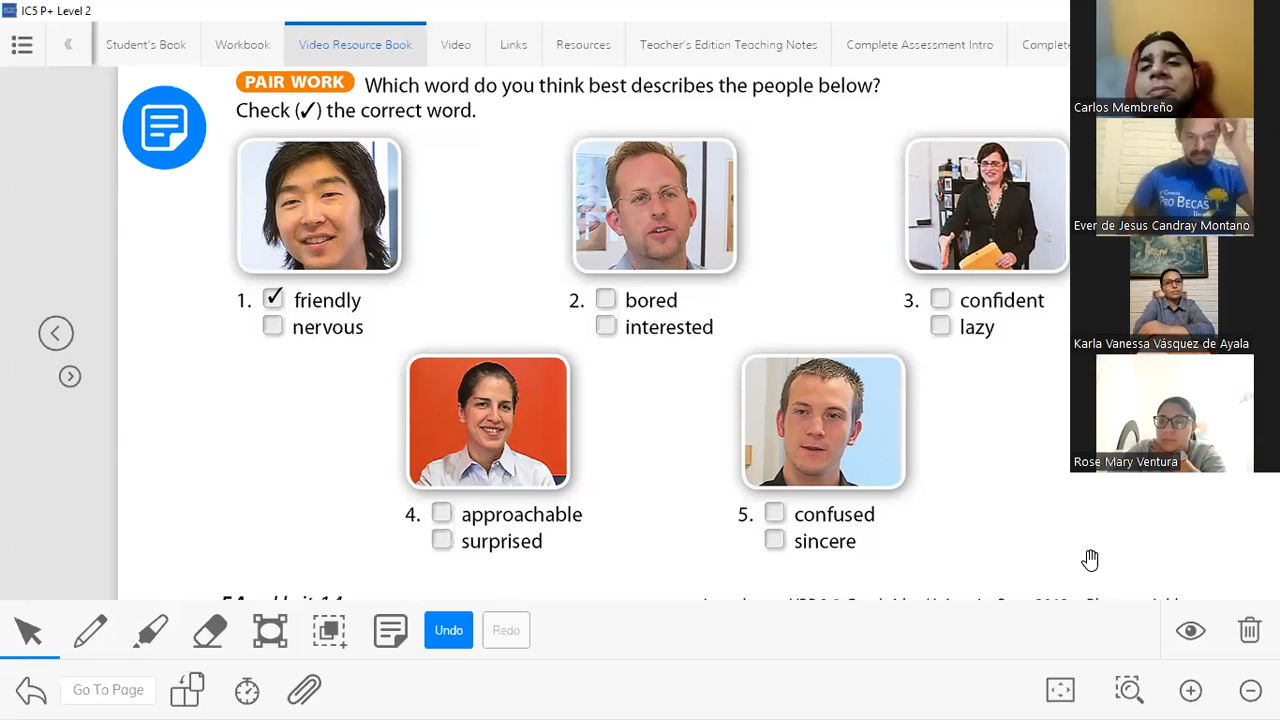 IC5 P+ Level 2
Student's Book Workbook Video Resource Book Video Links Resources Teacher's Edition Teaching Notes Complete Assessment Intro Complete
PAIR WORK Which word do you think best describes the people below?
Check (✓) the correct word.
1. ✓ friendly
nervous
2. bored
interested
3. confident
lazy
4. approachable
surprised
5. confused
sincere
Carlos Membreño
Ever de Jesus Candray Montano
PRO BECAS
Karla Vanessa Vásquez de Ayala
Rose Mary Ventura
Undo Redo
Go To Page